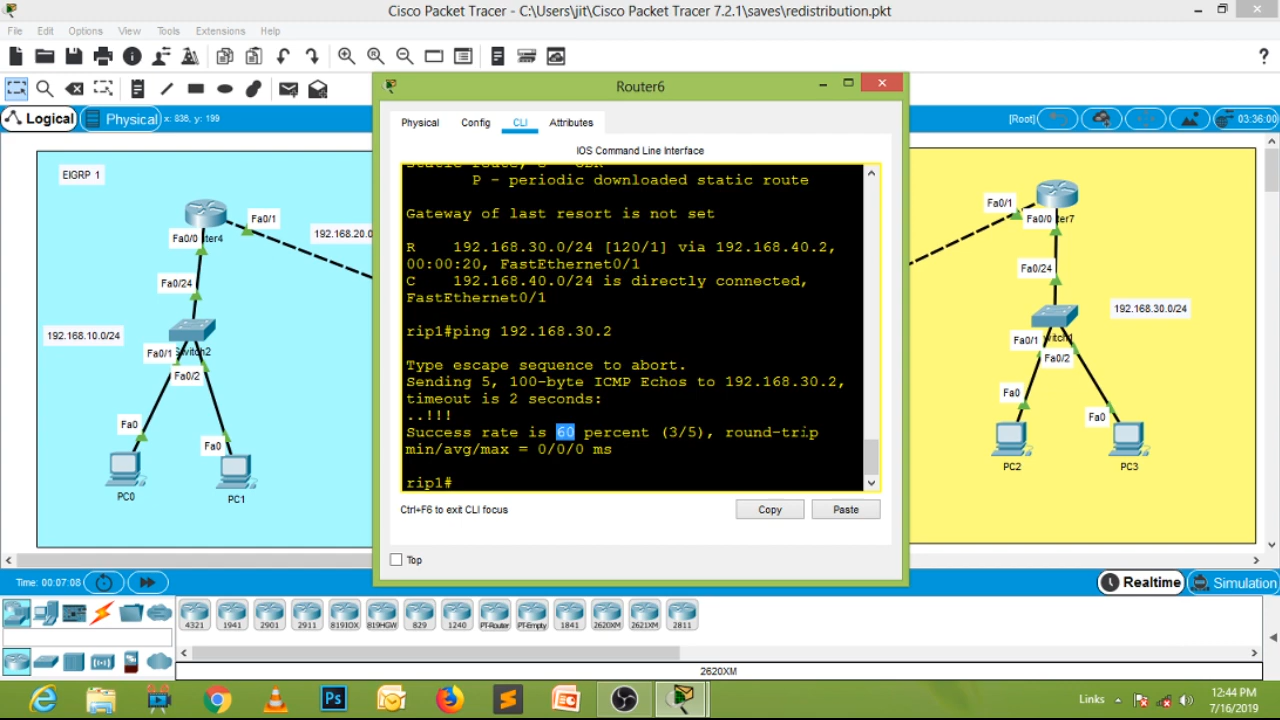 Cisco Packet Tracer - C:\Users\jit\Cisco Packet Tracer 7.2.1\saves\redistribution.pkt
File Edit Options View Tools Extensions Help
?
Logical Physical x: 836, y: 199
[Root] 03:36:00
Router6
Physical Config CLI Attributes
IOS Command Line Interface
P - periodic downloaded static route
Gateway of last resort is not set
R 192.168.30.0/24 [120/1] via 192.168.40.2,
00:00:20, FastEthernet0/1
C 192.168.40.0/24 is directly connected,
FastEthernet0/1
rip1#ping 192.168.30.2
Type escape sequence to abort.
Sending 5, 100-byte ICMP Echos to 192.168.30.2,
timeout is 2 seconds:
..!!!
Success rate is 60 percent (3/5), round-trip
min/avg/max = 0/0/0 ms
rip1#
Ctrl+F6 to exit CLI focus
Copy Paste
Top
EIGRP 1
Fa0/1
Fa0/0 ter4
192.168.20.0
Fa0/24
192.168.10.0/24
Fa0/1 witch2
Fa0/2
Fa0
Fa0
PC0
PC1
Fa0/1
Fa0/0 ter7
Fa0/24
192.168.30.0/24
Fa0/1 witch1
Fa0/2
Fa0
Fa0
PC2
PC3
Time: 00:07:08
Realtime Simulation
4321 1941 2901 2911 819IOX 819HGW 829 1240 PT-Router PT-Empty 1841 2620XM 2621XM 2811
2620XM
Ps
Links
12:44 PM
7/16/2019